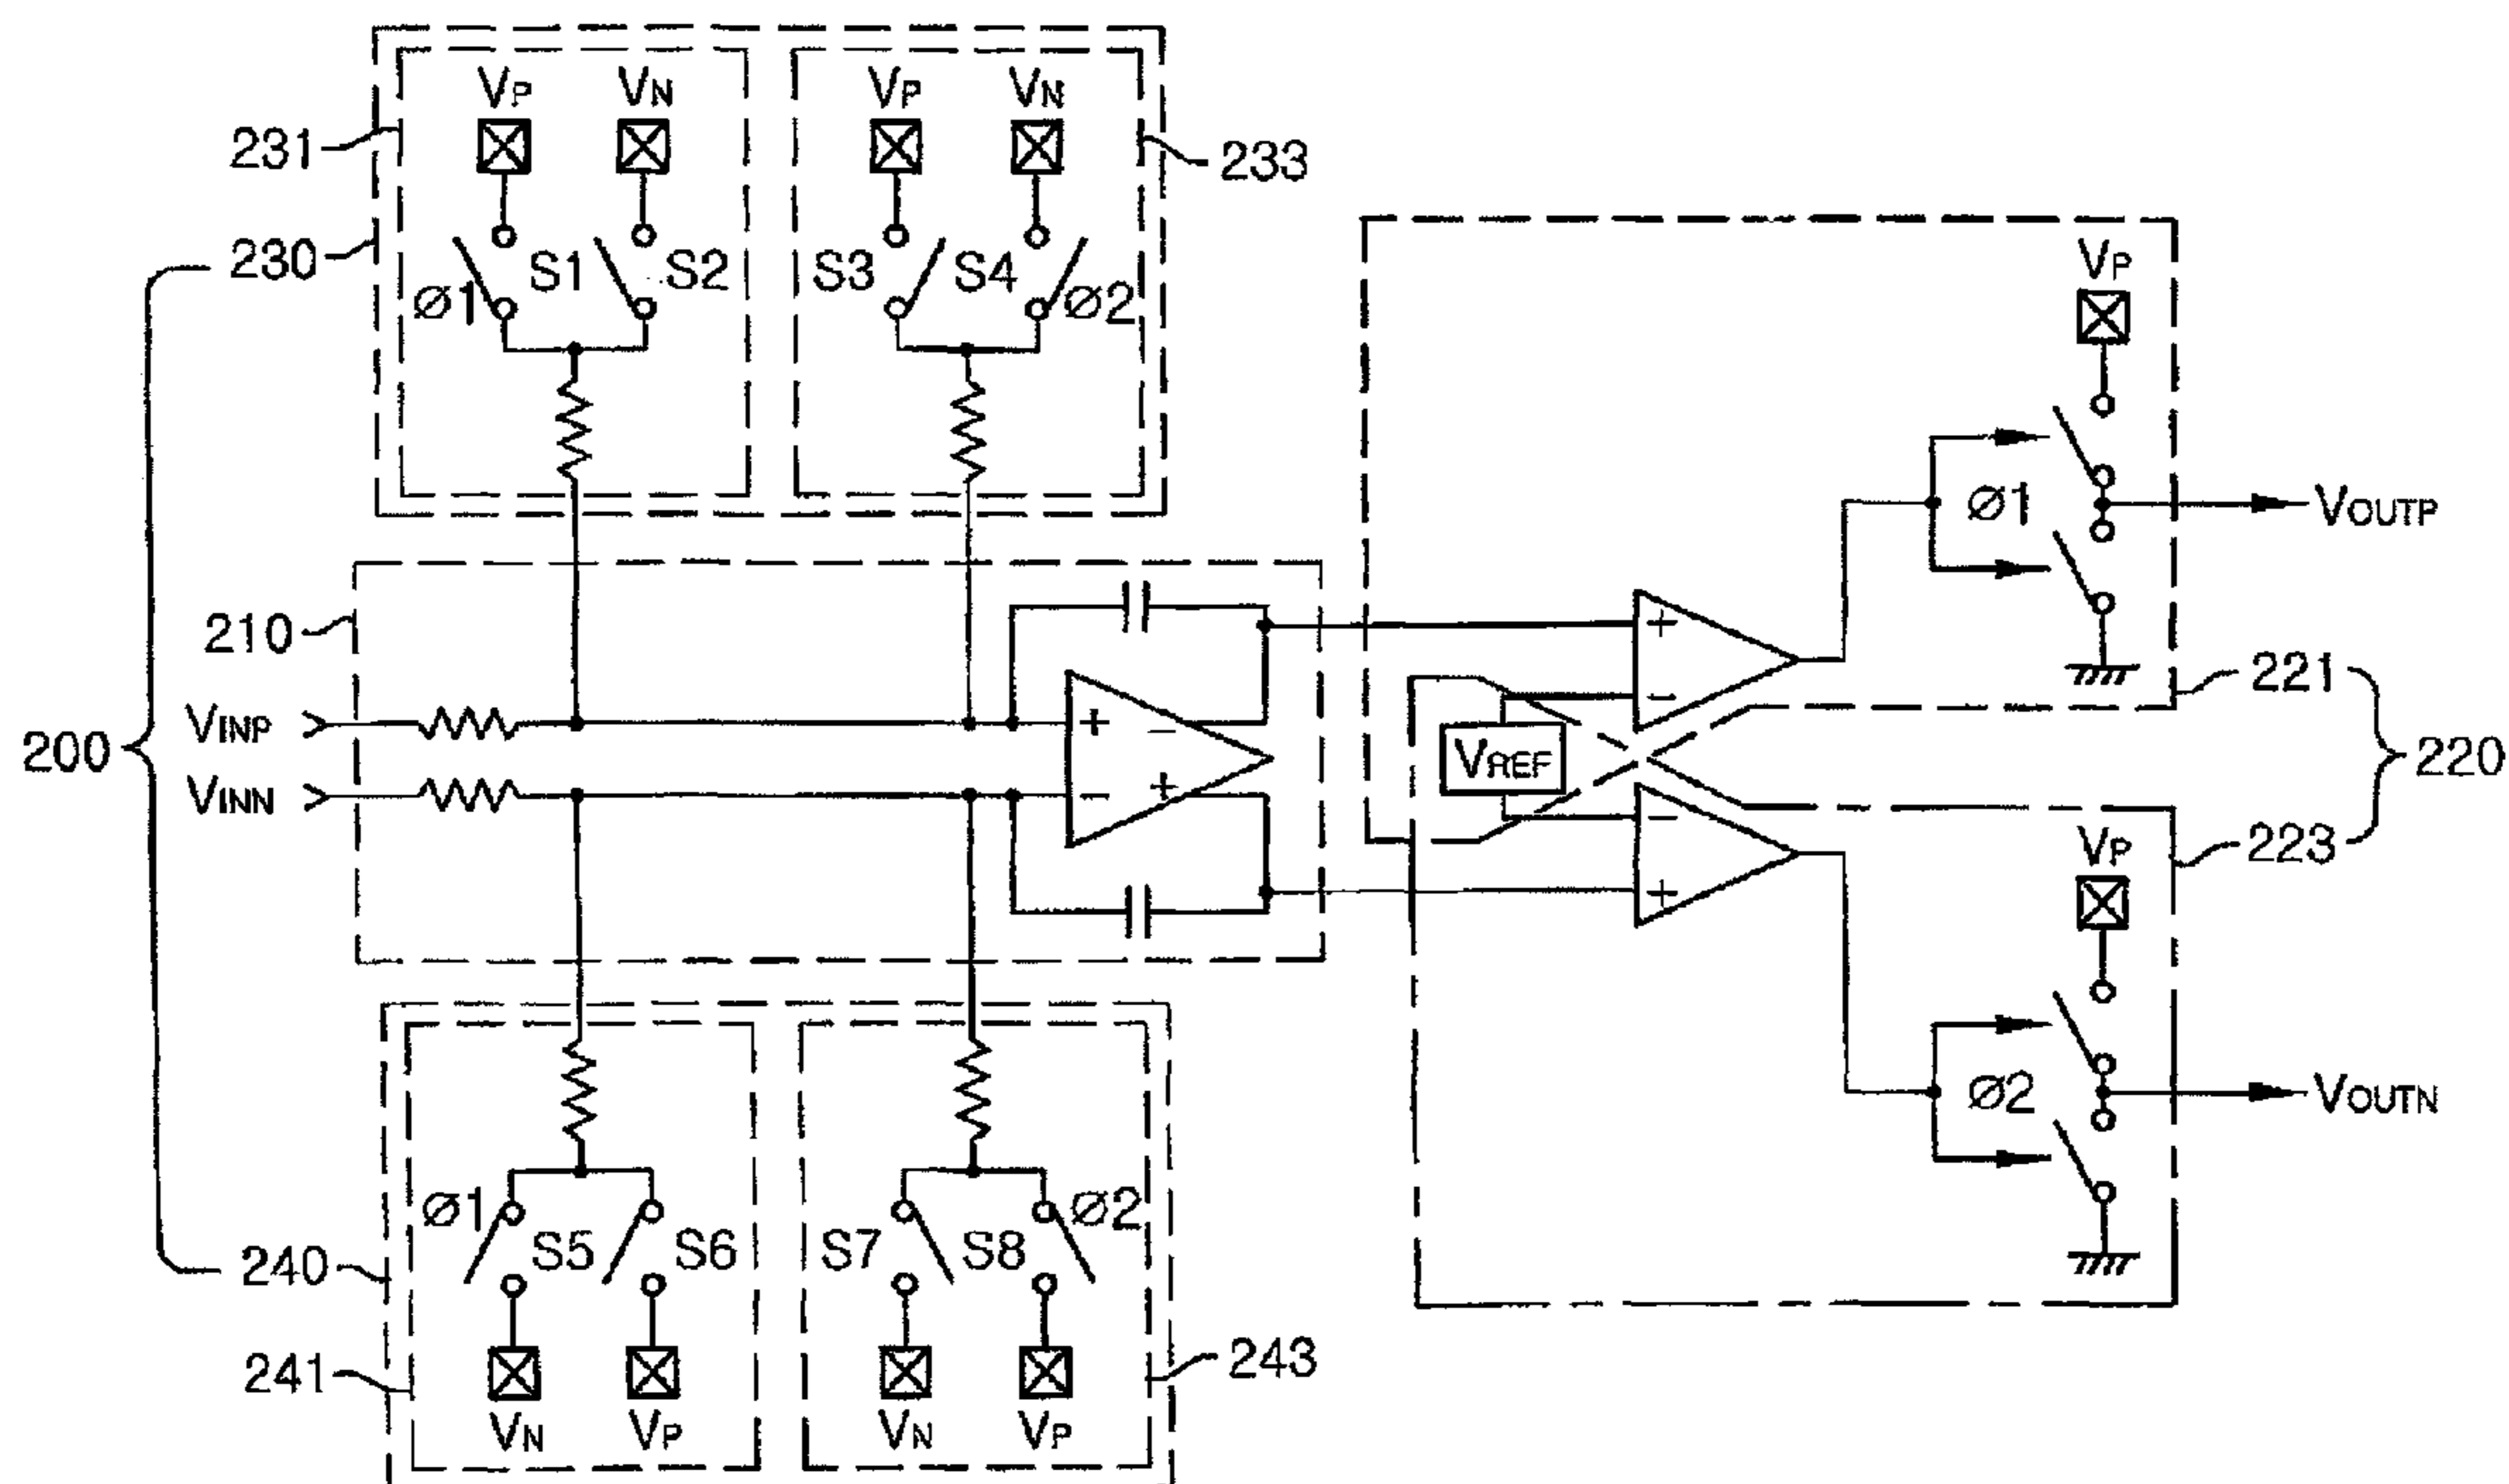 VP VN VP VN
231
233
230
S1 S2 S3 S4
Ø1 Ø2
VP
Ø1
VOUTP
210
+
−
221
VINP
+ −
200
VREF
220
VINN
− +
−
223
+
VP
Ø1 Ø2
S5 S6 S7 S8
Ø2
VOUTN
240
241
243
VN VP VN VP